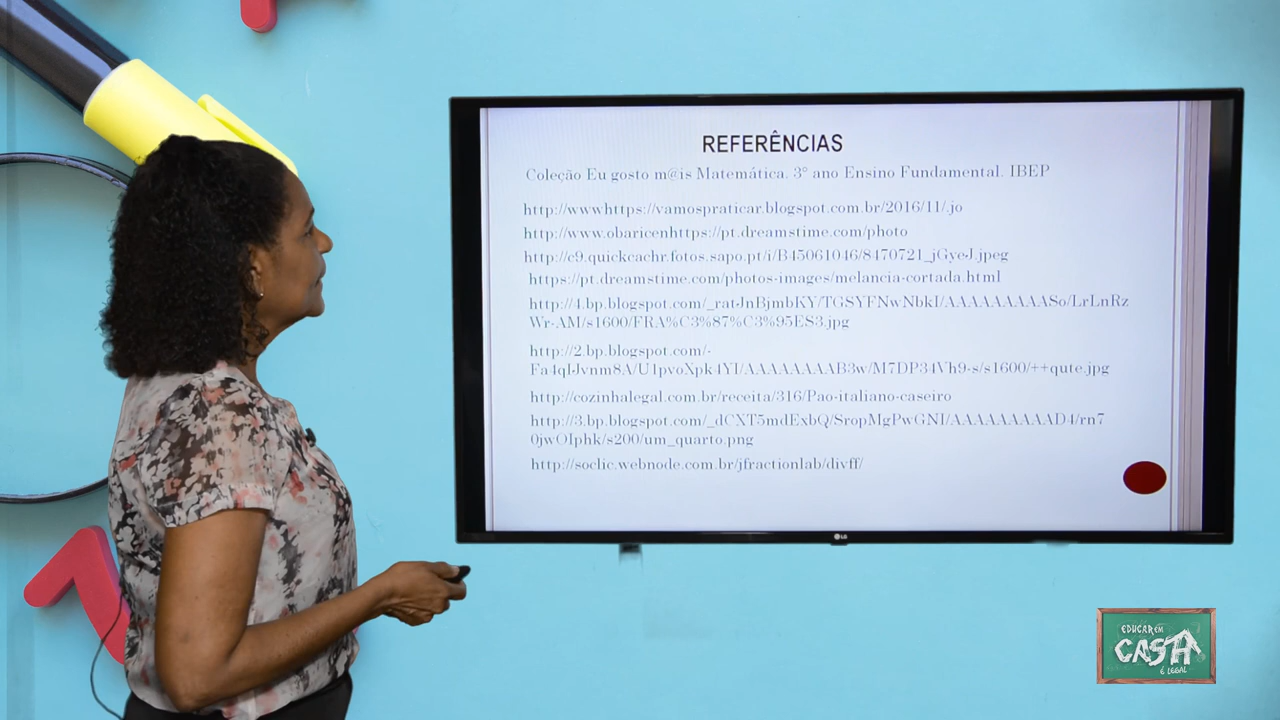 REFERÊNCIAS
Coleção Eu gosto m@is Matemática. 3° ano Ensino Fundamental. IBEP
http://wwwhttps://vamospraticar.blogspot.com.br/2016/11/.jo
http://www.obaricenhttps://pt.dreamstime.com/photo
http://c9.quickcachr.fotos.sapo.pt/i/B45061046/8470721_jGyeJ.jpeg
https://pt.dreamstime.com/photos-images/melancia-cortada.html
http://4.bp.blogspot.com/_ratJnBjmbKY/TGSYFNwNbkI/AAAAAAAAASo/LrLnRz
Wr-AM/s1600/FRA%C3%87%C3%95ES3.jpg
http://2.bp.blogspot.com/-
Fa4qIJvnm8A/U1pvoXpk4YI/AAAAAAAAB3w/M7DP34Vh9-s/s1600/++qute.jpg
http://cozinhalegal.com.br/receita/316/Pao-italiano-caseiro
http://3.bp.blogspot.com/_dCXT5mdExbQ/SropMgPwGNI/AAAAAAAAAD4/rn7
0jwOIphk/s200/um_quarto.png
http://soclic.webnode.com.br/jfractionlab/divff/
LG
EDUCAR EM
CASA
É LEGAL